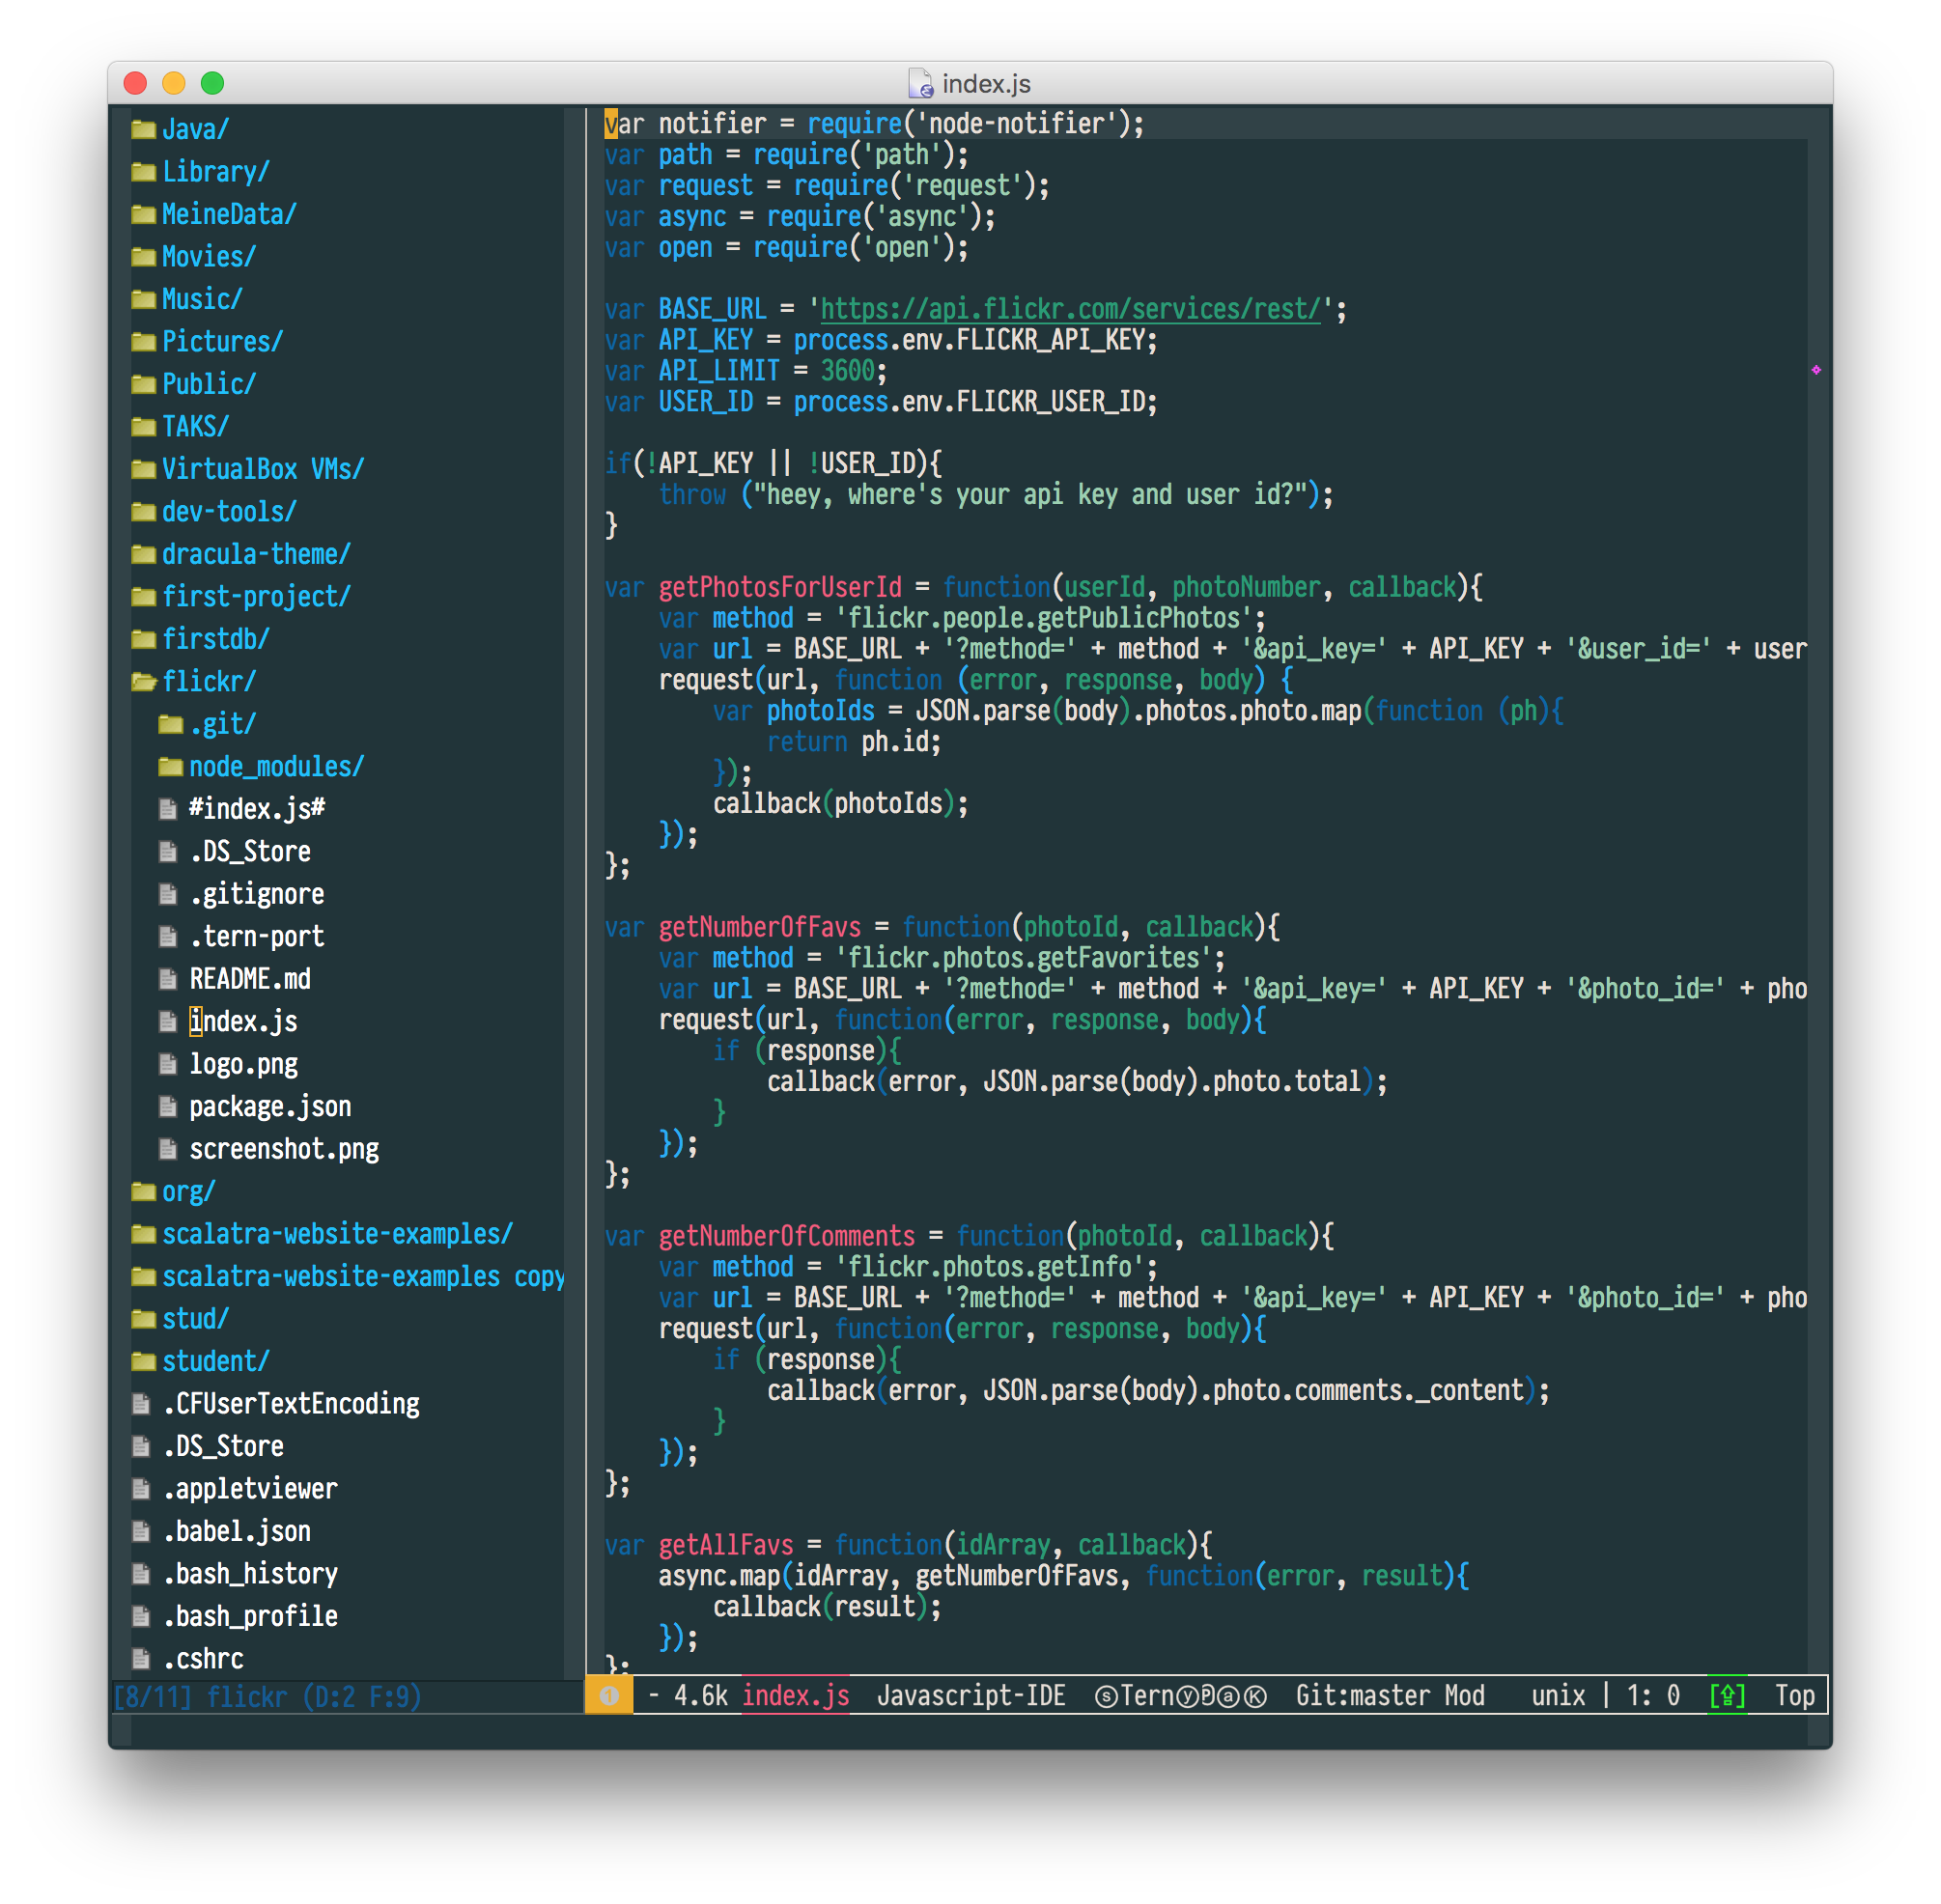 index.js
Java/
Library/
MeineData/
Movies/
Music/
Pictures/
Public/
TAKS/
VirtualBox VMs/
dev-tools/
dracula-theme/
first-project/
firstdb/
flickr/
.git/
node_modules/
#index.js#
.DS_Store
.gitignore
.tern-port
README.md
index.js
logo.png
package.json
screenshot.png
org/
scalatra-website-examples/
scalatra-website-examples copy
stud/
student/
.CFUserTextEncoding
.DS_Store
.appletviewer
.babel.json
.bash_history
.bash_profile
.cshrc
[8/11] flickr (D:2 F:9)
var notifier = require('node-notifier');
var path = require('path');
var request = require('request');
var async = require('async');
var open = require('open');
var BASE_URL = 'https://api.flickr.com/services/rest/';
var API_KEY = process.env.FLICKR_API_KEY;
var API_LIMIT = 3600;
var USER_ID = process.env.FLICKR_USER_ID;
if(!API_KEY || !USER_ID){
    throw ("heey, where's your api key and user id?");
}
var getPhotosForUserId = function(userId, photoNumber, callback){
    var method = 'flickr.people.getPublicPhotos';
    var url = BASE_URL + '?method=' + method + '&api_key=' + API_KEY + '&user_id=' + user
    request(url, function (error, response, body) {
        var photoIds = JSON.parse(body).photos.photo.map(function (ph){
            return ph.id;
        });
        callback(photoIds);
    });
};
var getNumberOfFavs = function(photoId, callback){
    var method = 'flickr.photos.getFavorites';
    var url = BASE_URL + '?method=' + method + '&api_key=' + API_KEY + '&photo_id=' + pho
    request(url, function(error, response, body){
        if (response){
            callback(error, JSON.parse(body).photo.total);
        }
    });
};
var getNumberOfComments = function(photoId, callback){
    var method = 'flickr.photos.getInfo';
    var url = BASE_URL + '?method=' + method + '&api_key=' + API_KEY + '&photo_id=' + pho
    request(url, function(error, response, body){
        if (response){
            callback(error, JSON.parse(body).photo.comments._content);
        }
    });
};
var getAllFavs = function(idArray, callback){
    async.map(idArray, getNumberOfFavs, function(error, result){
        callback(result);
    });
};
❶ - 4.6k index.js Javascript-IDE ⓢTernⓨⓟⓐⓀ Git:master Mod unix | 1: 0 [⇪] Top